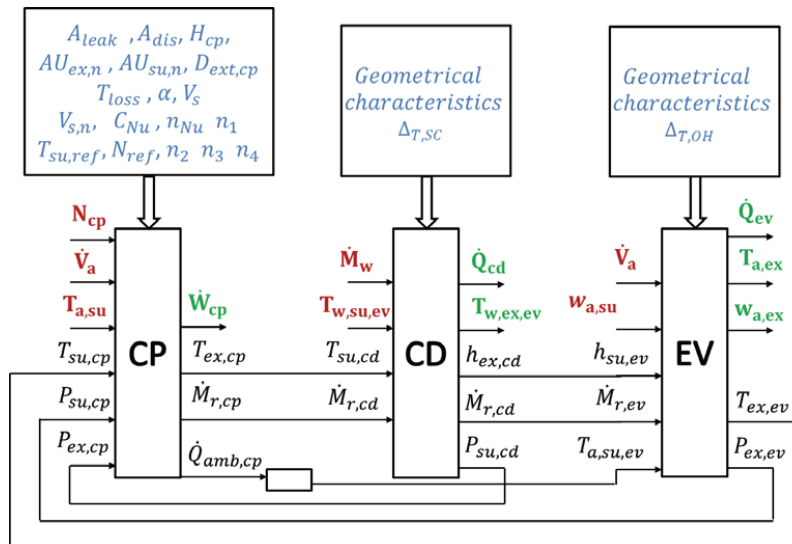 A_leak , A_dis, H_cp,
AU_ex,n , AU_su,n, D_ext,cp
T_loss , α, V_s
V_s,n, C_Nu , n_Nu n_1
T_su,ref, N_ref, n_2 n_3 n_4
Geometrical
characteristics
Δ_T,SC
Geometrical
characteristics
Δ_T,OH
N_cp
V̇_a
T_a,su
T_su,cp
P_su,cp
P_ex,cp
CP
Ẇ_cp
T_ex,cp
Ṁ_r,cp
Q̇_amb,cp
Ṁ_w
T_w,su,ev
T_su,cd
Ṁ_r,cd
CD
Q̇_cd
T_w,ex,ev
h_ex,cd
Ṁ_r,cd
P_su,cd
V̇_a
w_a,su
h_su,ev
Ṁ_r,ev
T_a,su,ev
EV
Q̇_ev
T_a,ex
w_a,ex
T_ex,ev
P_ex,ev